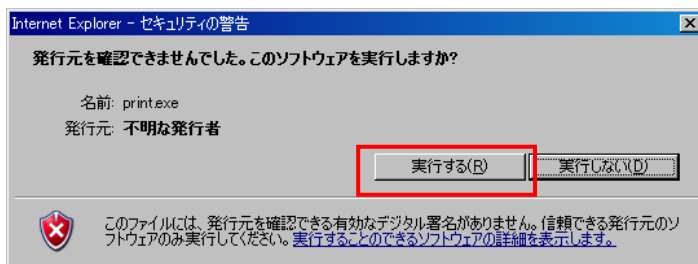 Internet Explorer - セキュリティの警告
発行元を確認できませんでした。このソフトウェアを実行しますか?
名前: print.exe
発行元: 不明な発行者
実行する(R) 実行しない(D)
このファイルには、発行元を確認できる有効なデジタル署名がありません。信頼できる発行元のソ
フトウェアのみ実行してください。実行することのできるソフトウェアの詳細を表示します。